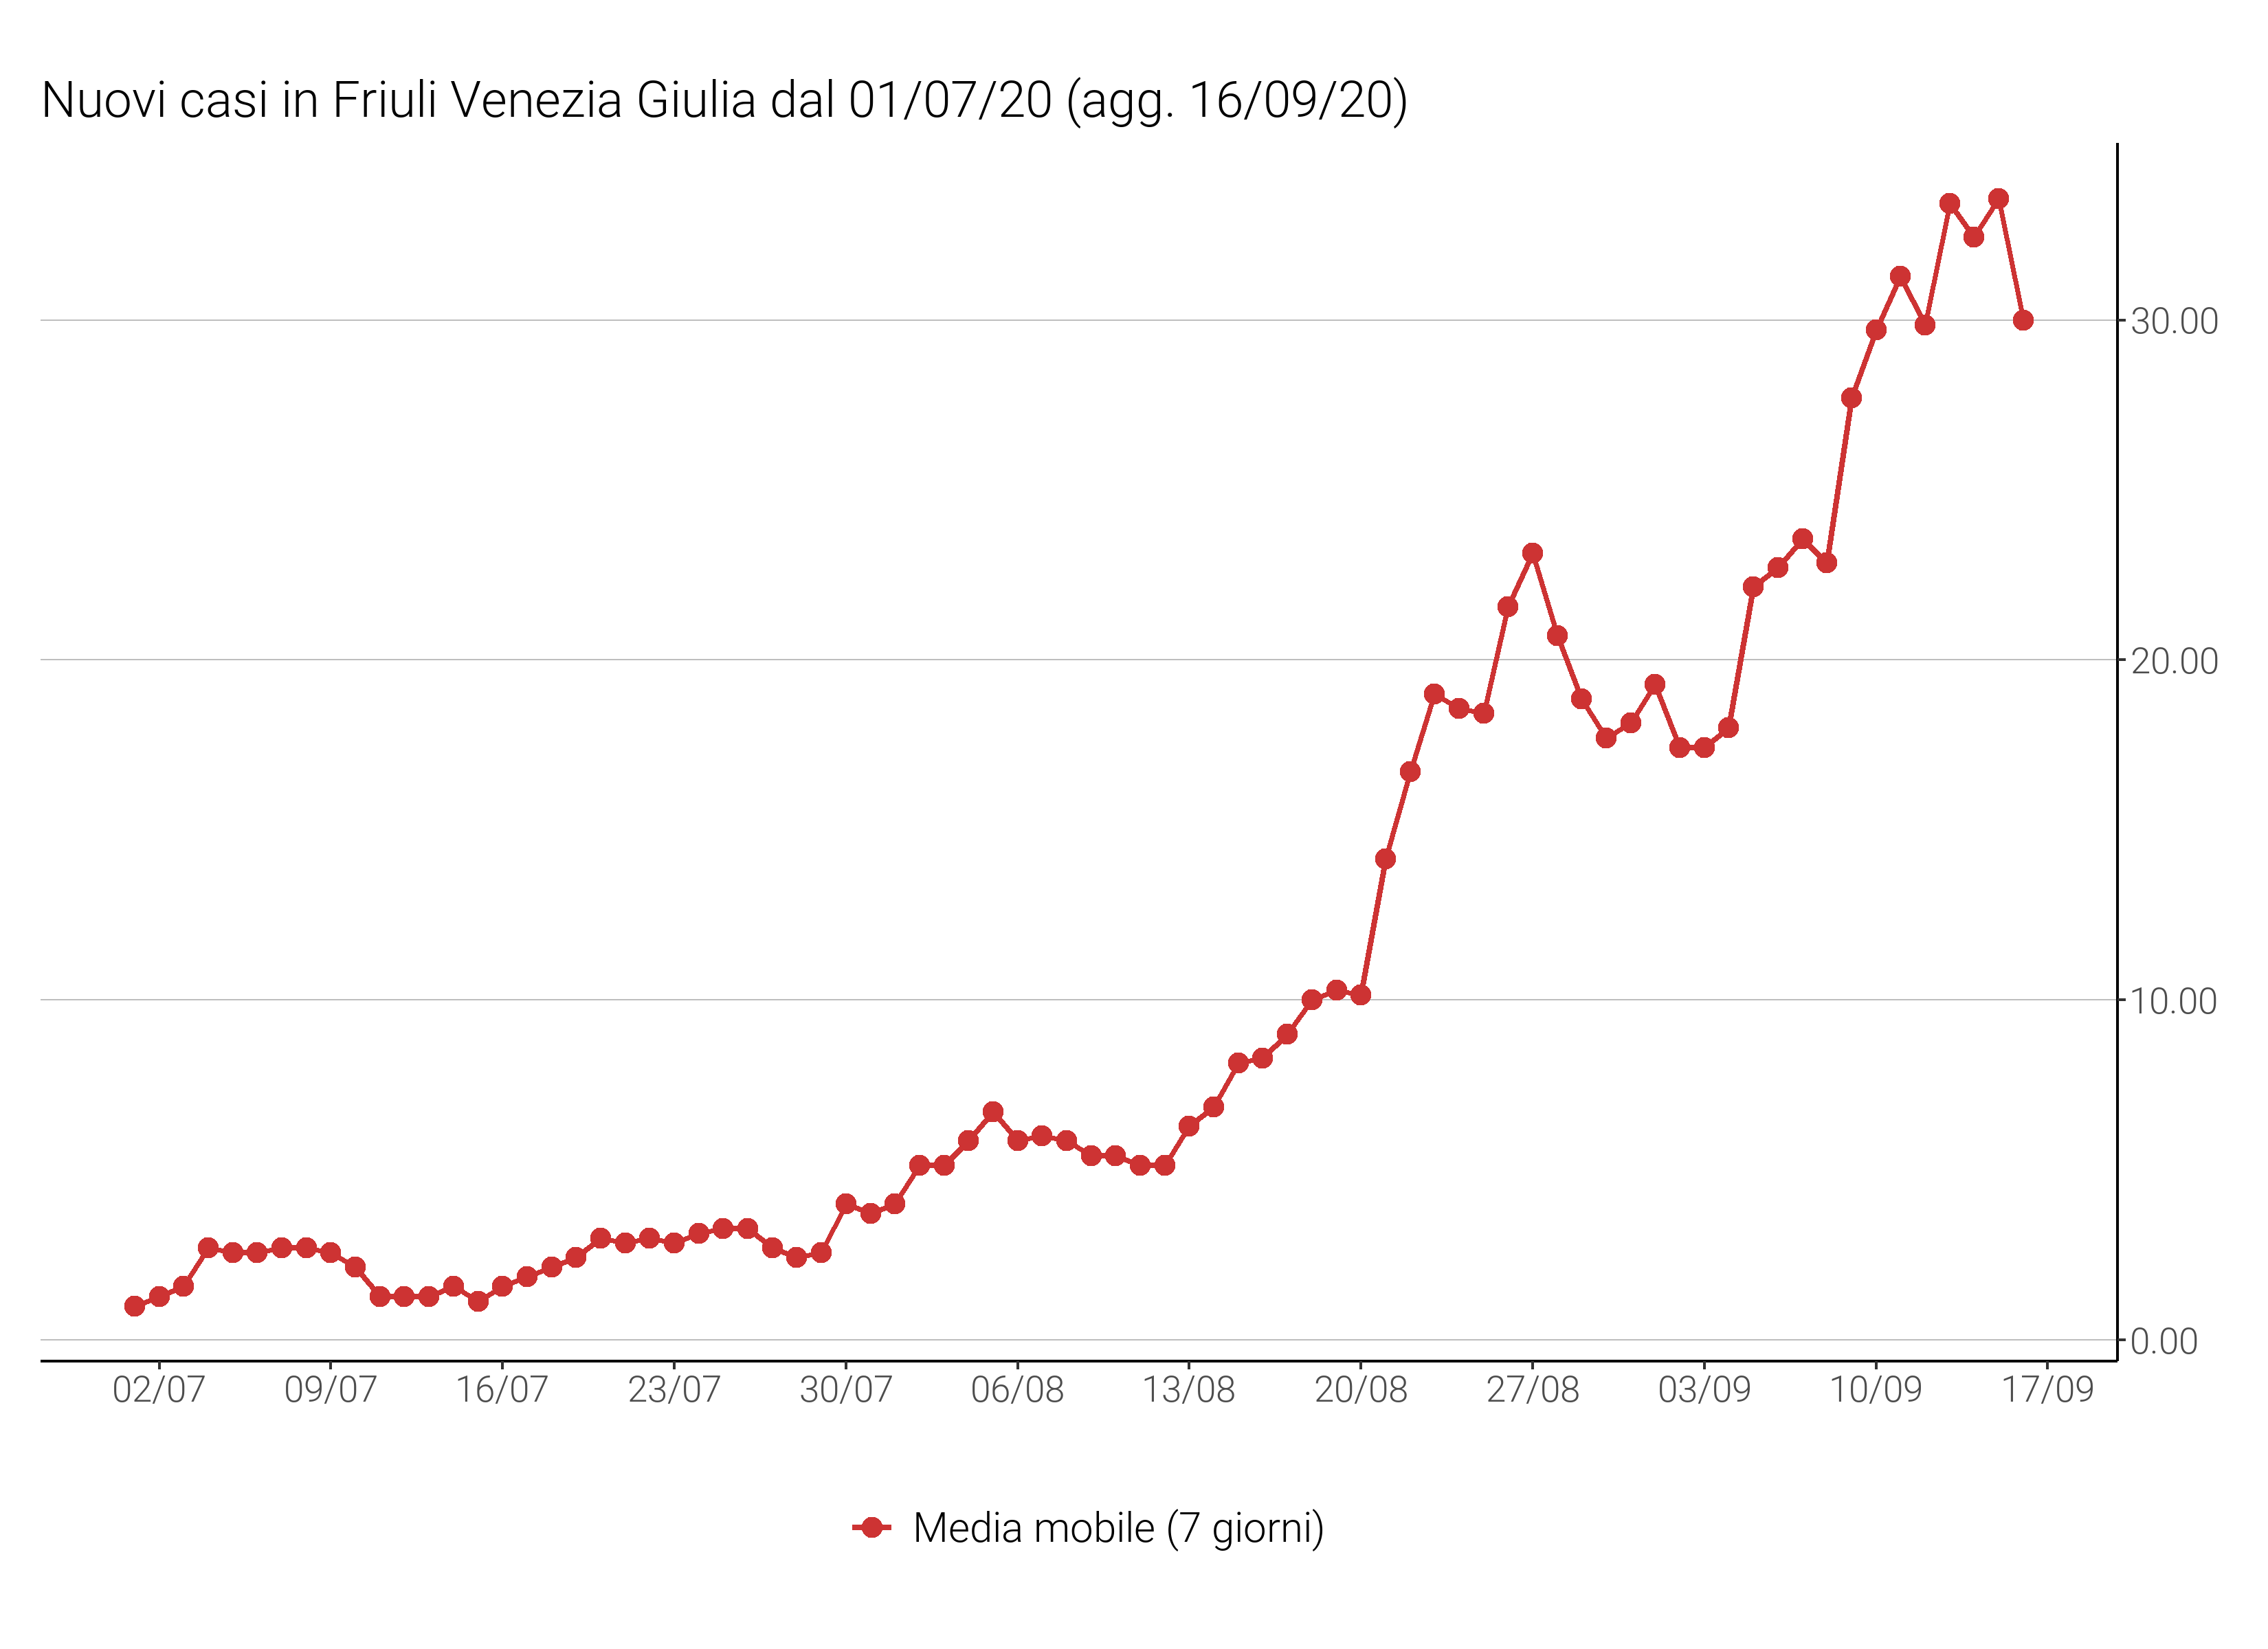 Nuovi casi in Friuli Venezia Giulia dal 01/07/20 (agg. 16/09/20)
30.00
20.00
10.00
0.00
02/07 09/07 16/07 23/07 30/07 06/08 13/08 20/08 27/08 03/09 10/09 17/09
Media mobile (7 giorni)